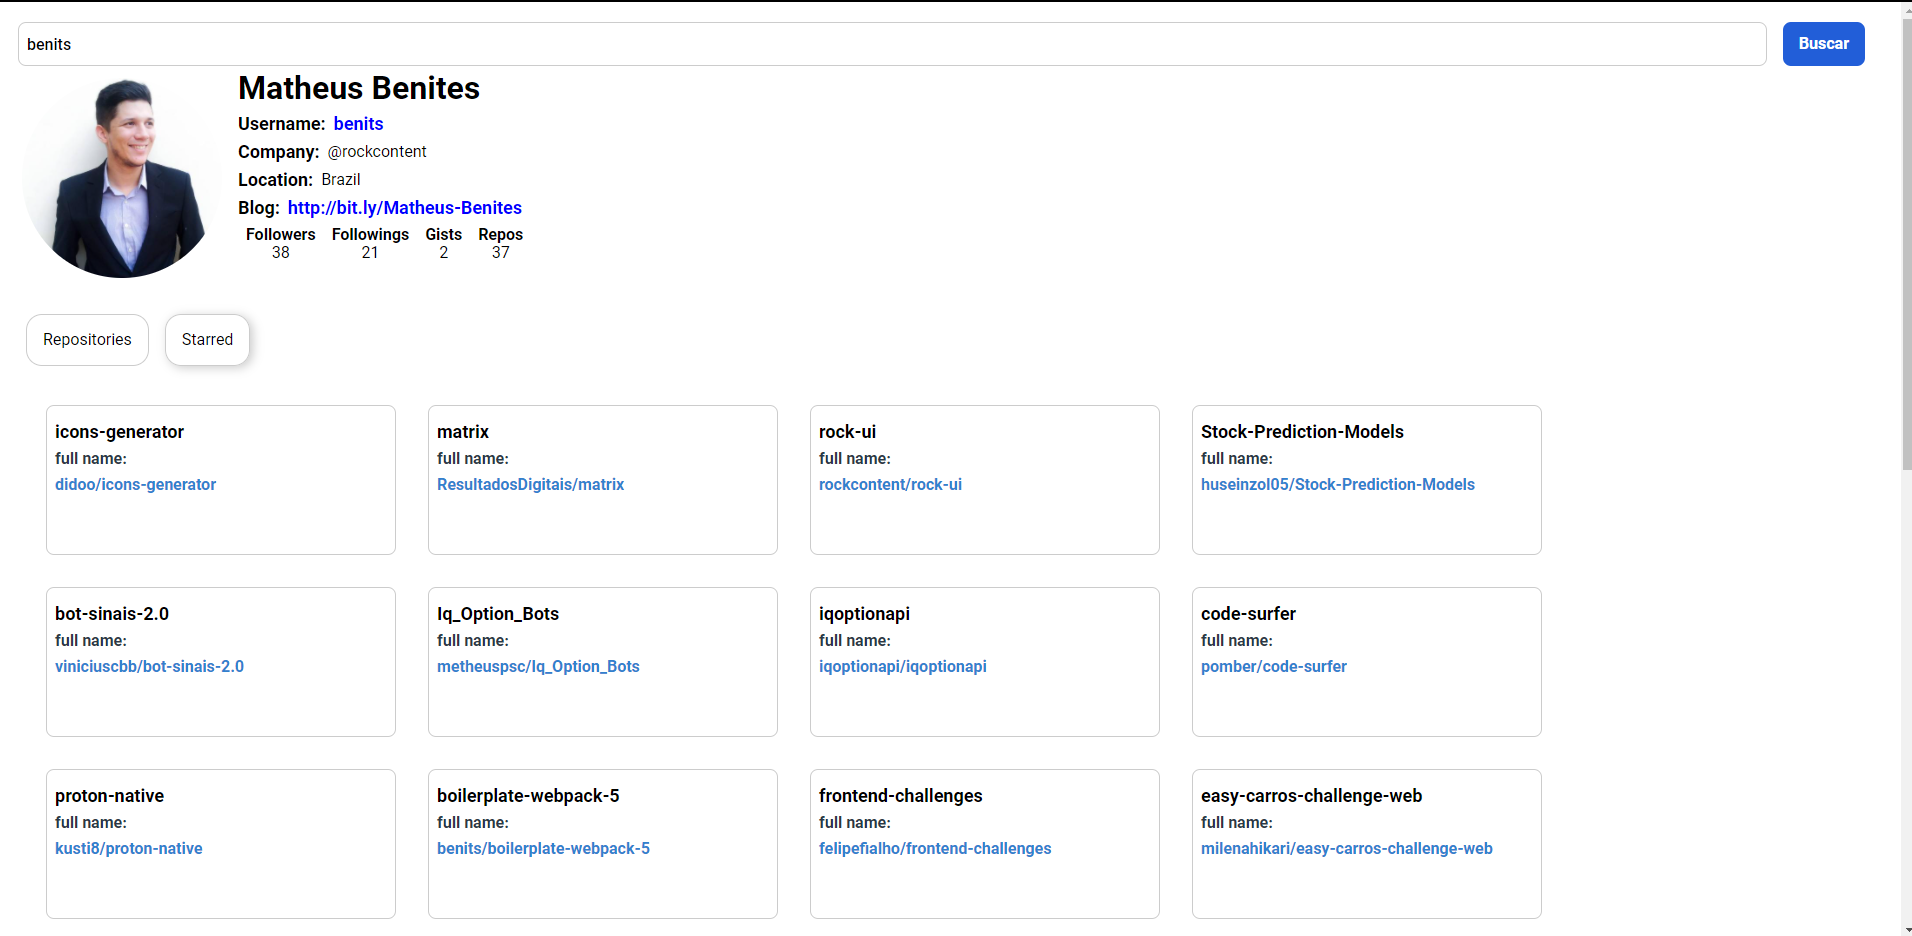 benits
Buscar
Matheus Benites
Username: benits
Company: @rockcontent
Location: Brazil
Blog: http://bit.ly/Matheus-Benites
Followers Followings Gists Repos
38 21 2 37
Repositories Starred
icons-generator
full name:
didoo/icons-generator
matrix
full name:
ResultadosDigitais/matrix
rock-ui
full name:
rockcontent/rock-ui
Stock-Prediction-Models
full name:
huseinzol05/Stock-Prediction-Models
bot-sinais-2.0
full name:
viniciuscbb/bot-sinais-2.0
Iq_Option_Bots
full name:
metheuspsc/Iq_Option_Bots
iqoptionapi
full name:
iqoptionapi/iqoptionapi
code-surfer
full name:
pomber/code-surfer
proton-native
full name:
kusti8/proton-native
boilerplate-webpack-5
full name:
benits/boilerplate-webpack-5
frontend-challenges
full name:
felipefialho/frontend-challenges
easy-carros-challenge-web
full name:
milenahikari/easy-carros-challenge-web